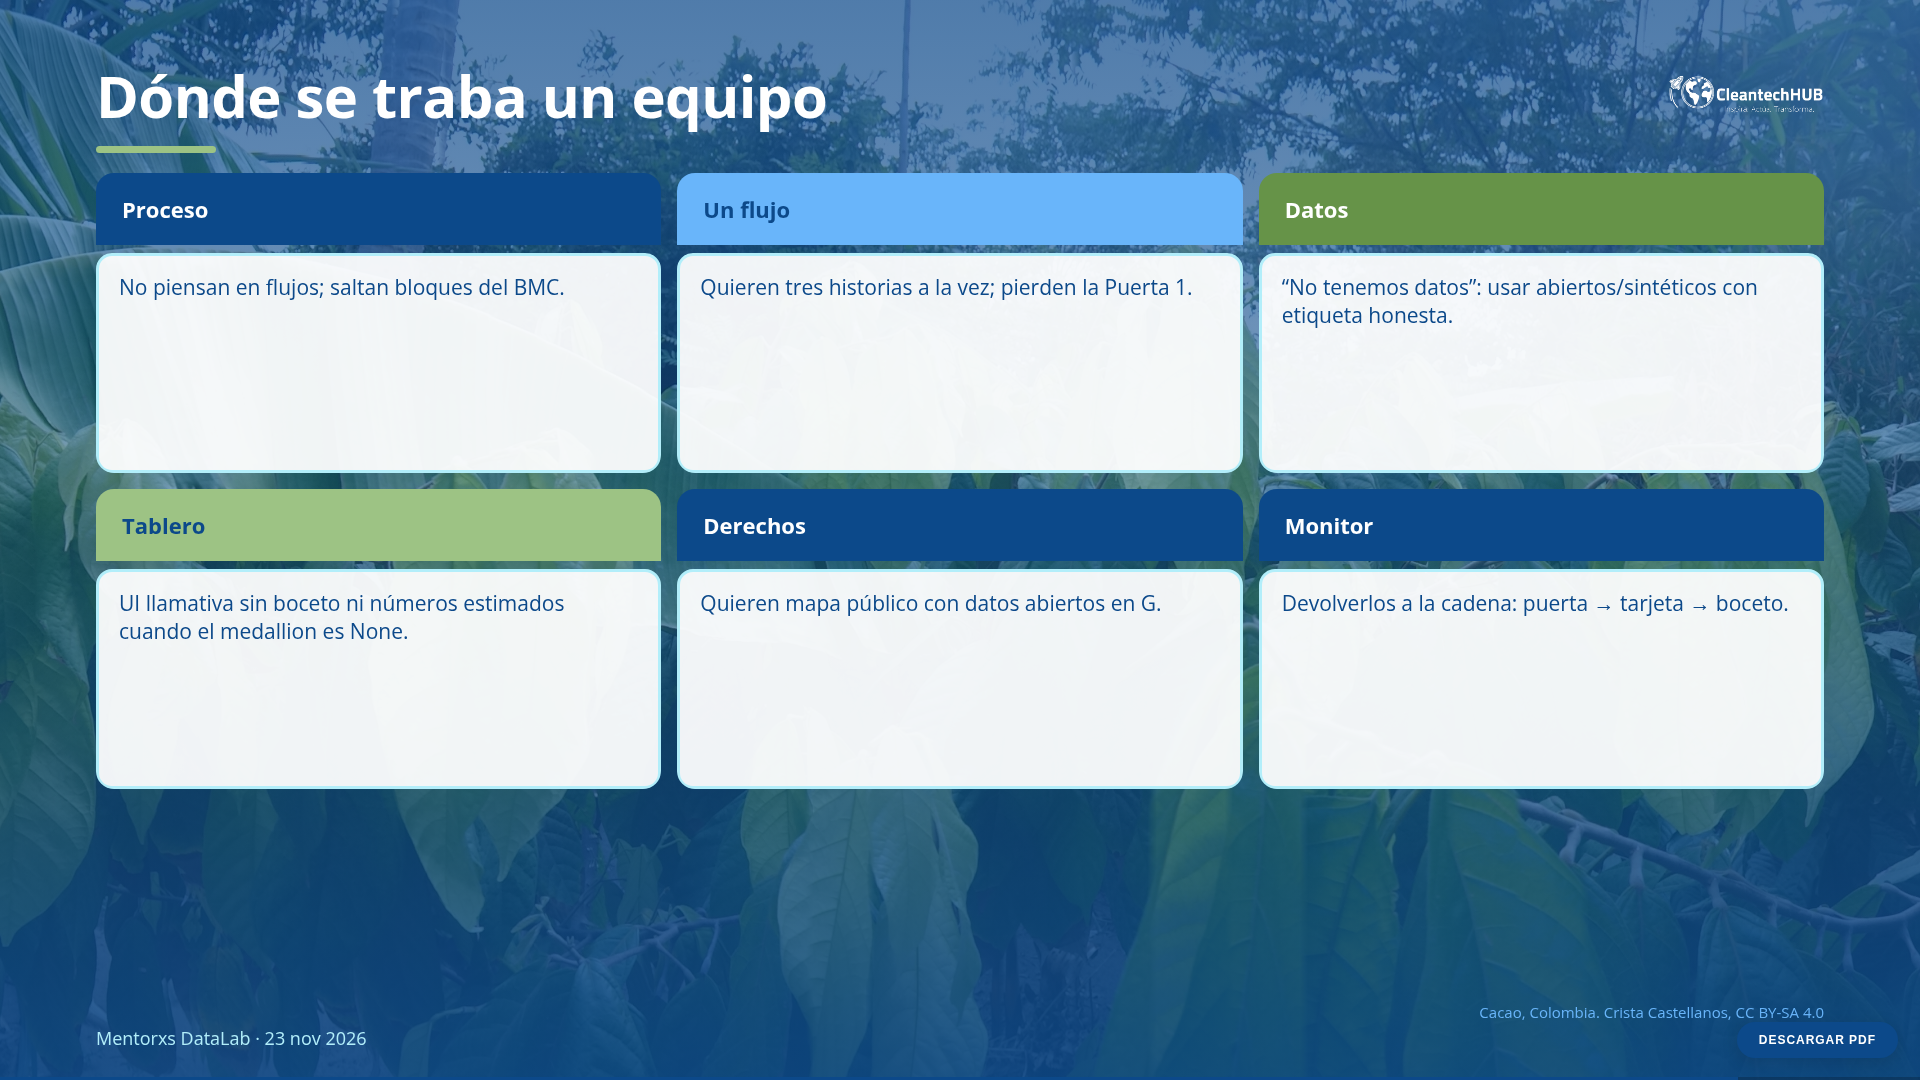 Dónde se traba un equipo
CleantechHUB
Inspira. Actúa. Transforma.
Proceso
Un flujo
Datos
No piensan en flujos; saltan bloques del BMC.
Quieren tres historias a la vez; pierden la Puerta 1.
“No tenemos datos”: usar abiertos/sintéticos con
etiqueta honesta.
Tablero
Derechos
Monitor
UI llamativa sin boceto ni números estimados
cuando el medallion es None.
Quieren mapa público con datos abiertos en G.
Devolverlos a la cadena: puerta → tarjeta → boceto.
Cacao, Colombia. Crista Castellanos, CC BY-SA 4.0
Mentorxs DataLab · 23 nov 2026
DESCARGAR PDF